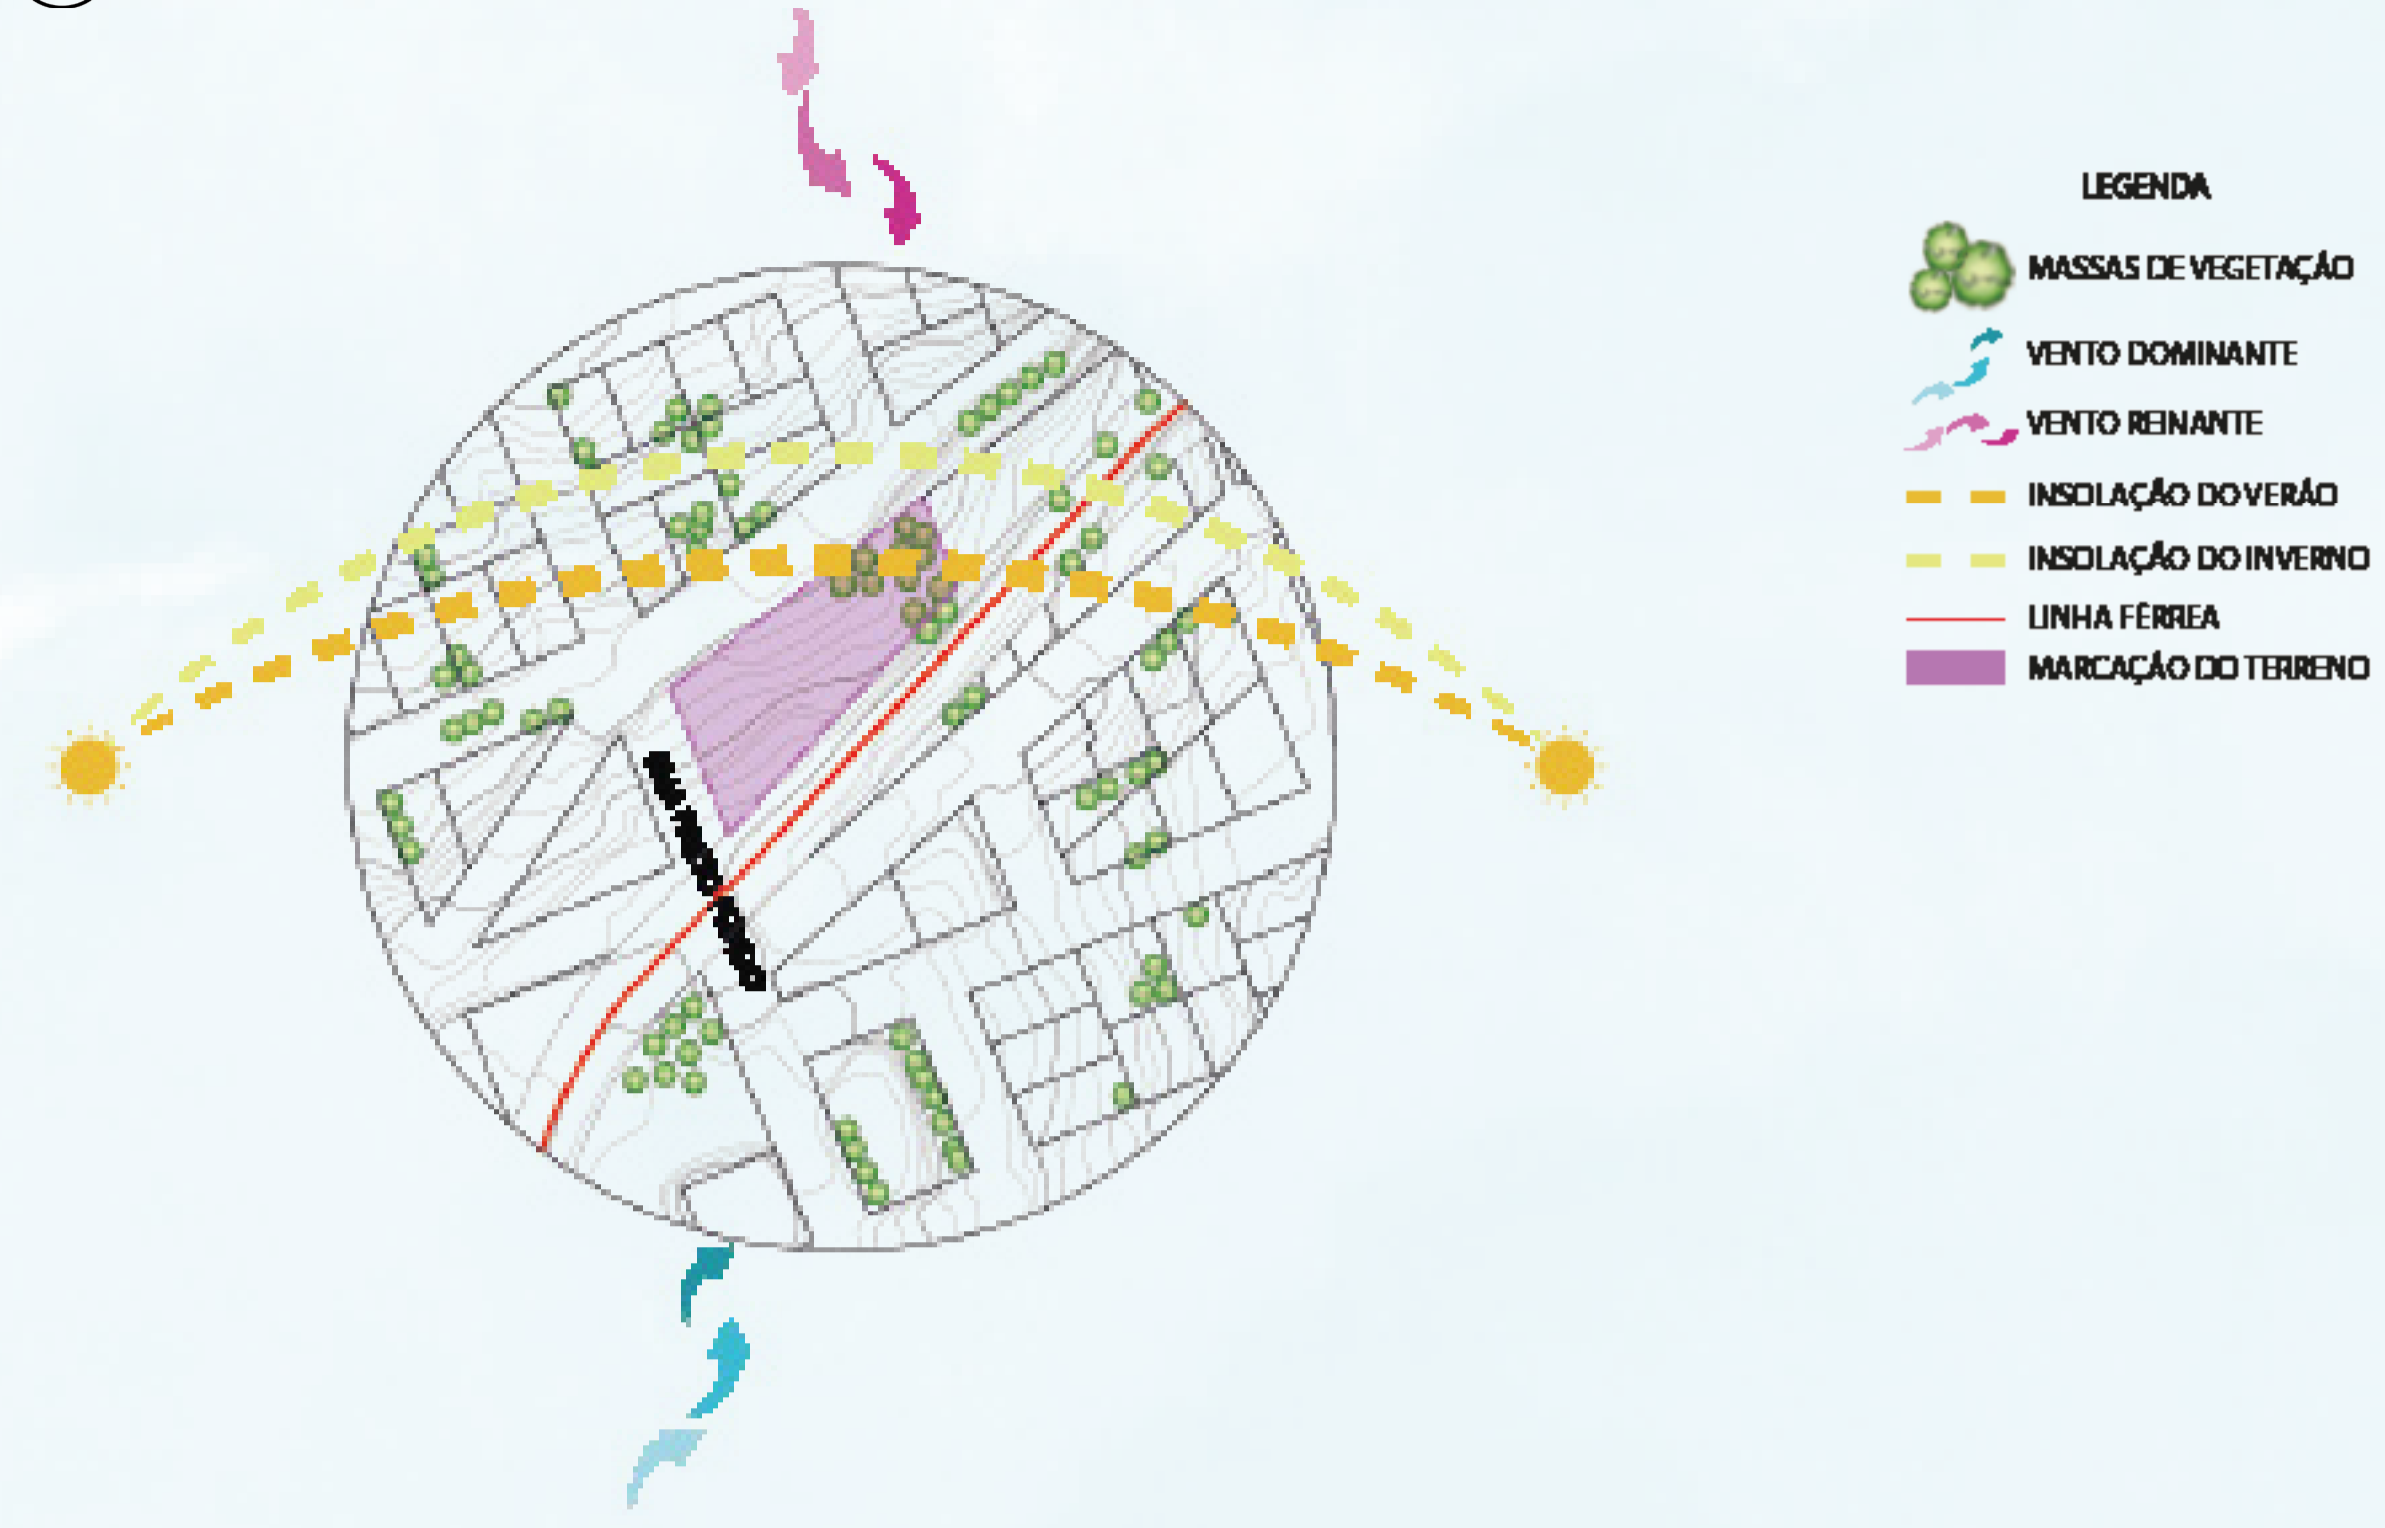 LEGENDA
MASSAS DE VEGETAÇÃO
VENTO DOMINANTE
VENTO REINANTE
INSOLAÇÃO DO VERÃO
INSOLAÇÃO DO INVERNO
LINHA FÉRREA
MARCAÇÃO DO TERRENO